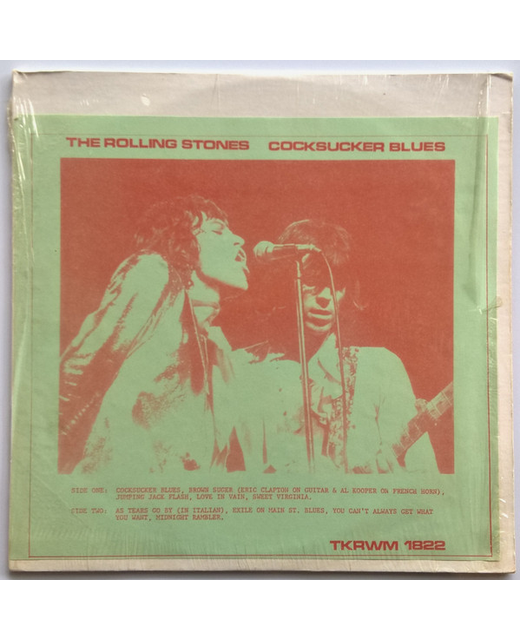 THE ROLLING STONES COCKSUCKER BLUES
SIDE ONE: COCKSUCKER BLUES, BROWN SUGER (ERIC CLAPTON ON GUITAR & AL KOOPER ON FRENCH HORN),
JUMPING JACK FLASH, LOVE IN VAIN, SWEET VIRGINIA.
SIDE TWO: AS TEARS GO BY (IN ITALIAN), EXILE ON MAIN ST. BLUES, YOU CAN'T ALWAYS GET WHAT
YOU WANT, MIDNIGHT RAMBLER.
TKRWM 1822